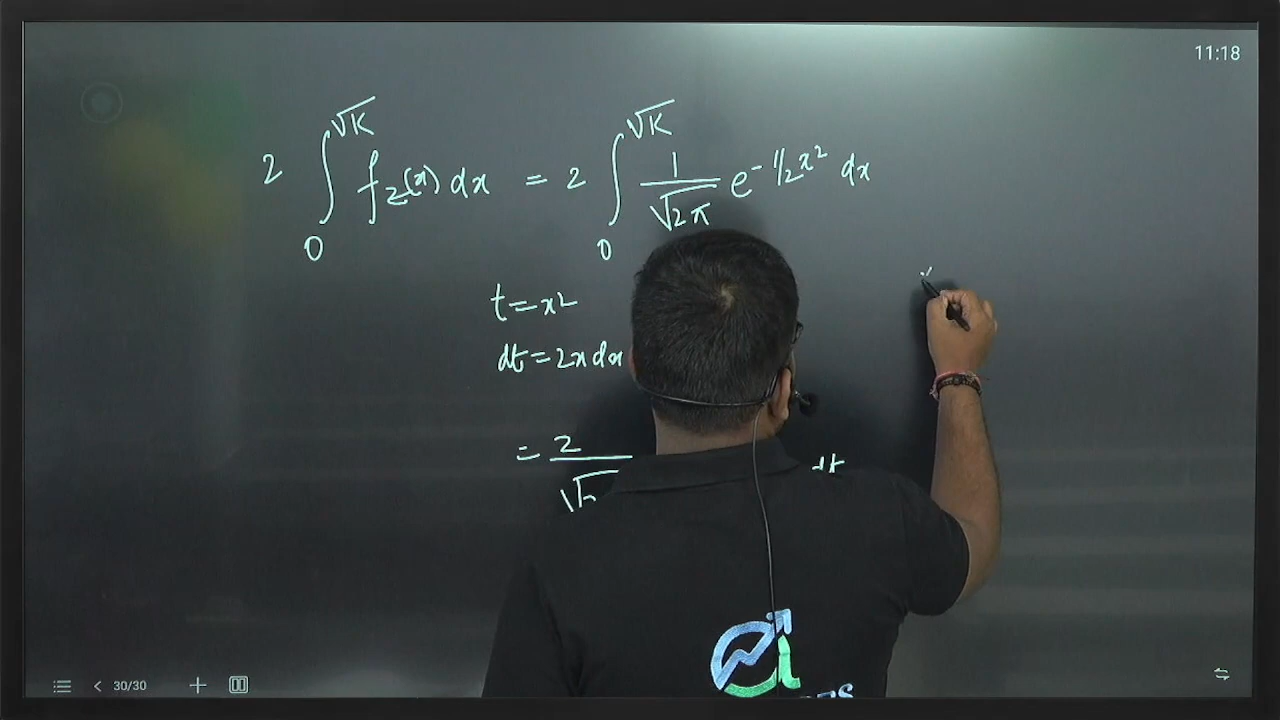 11:18
2 ∫₀^√K f_Z(x) dx = 2 ∫₀^√K 1/√2π e^-1/2x² dx
t = x²
dt = 2x dx
= 2/√ dt
30/30